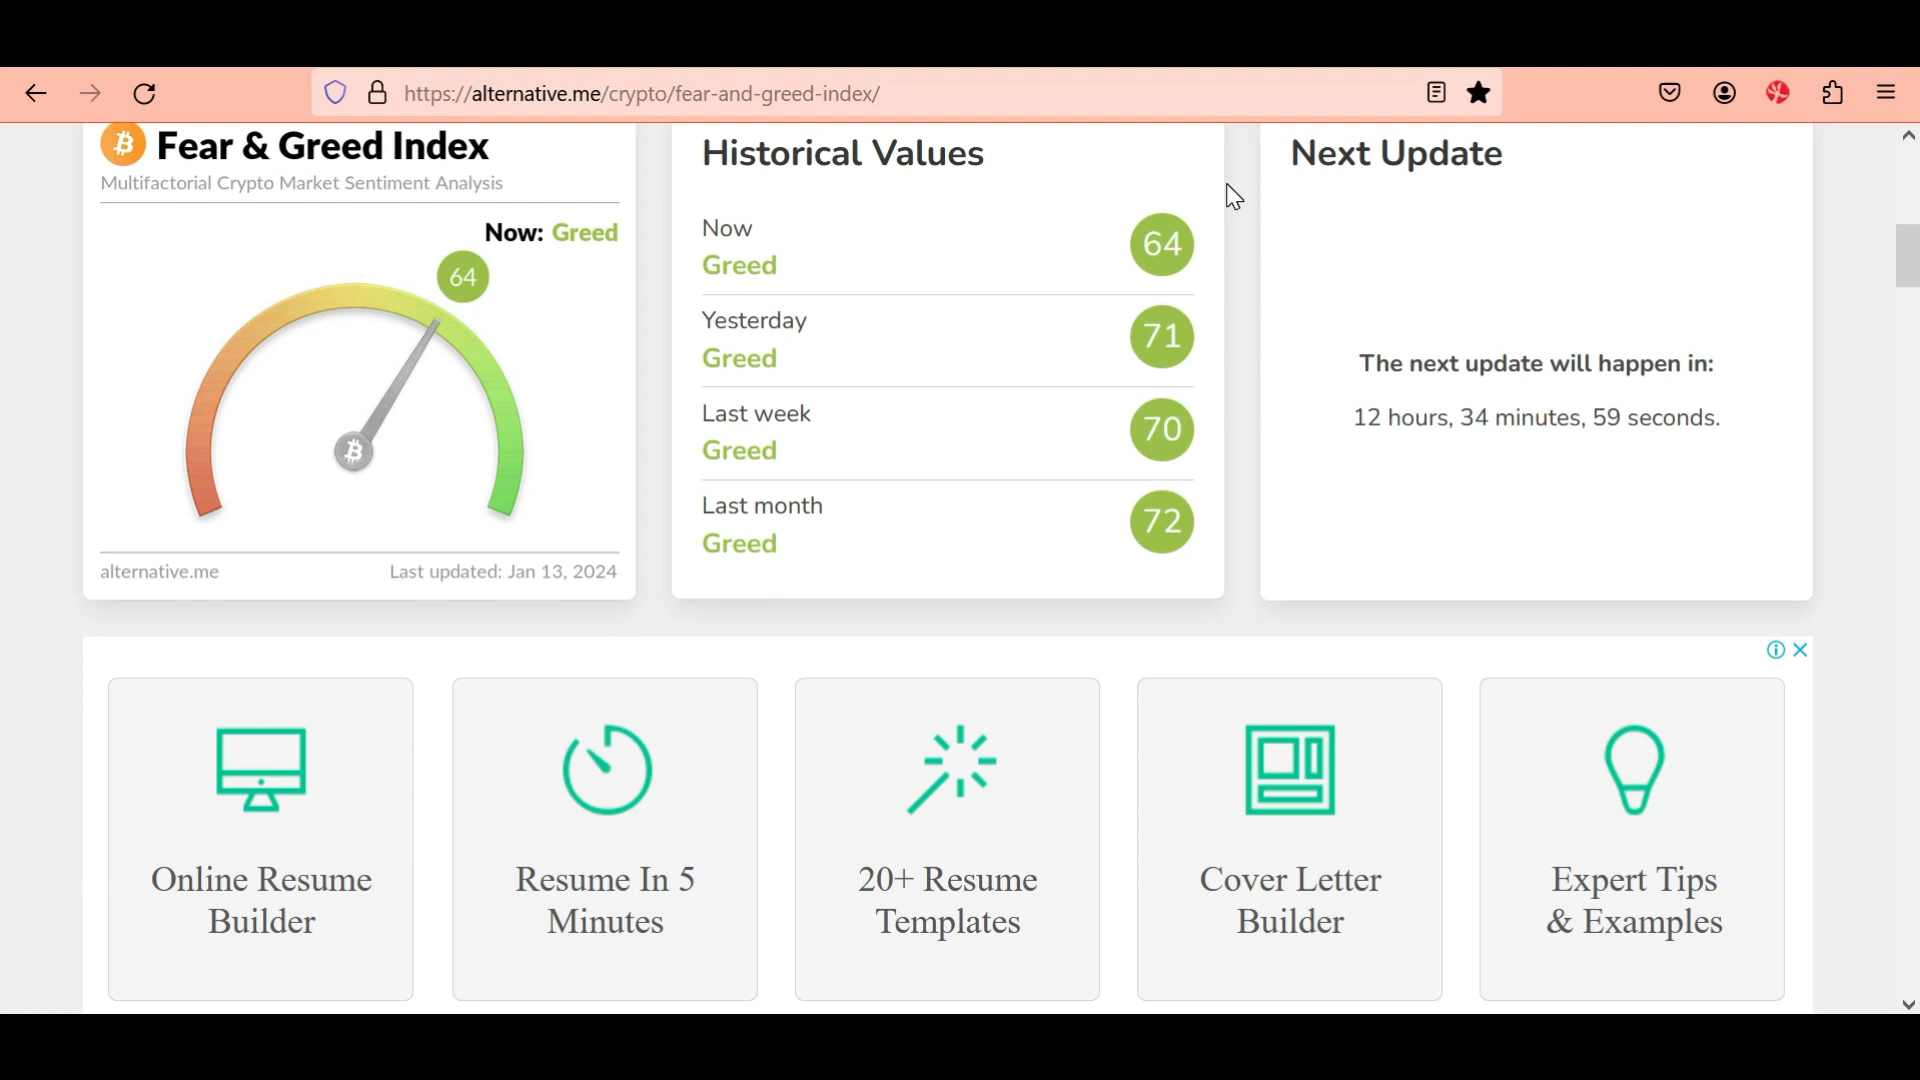 https://alternative.me/crypto/fear-and-greed-index/
Fear & Greed Index
Multifactorial Crypto Market Sentiment Analysis
Now: Greed
64
alternative.me
Last updated: Jan 13, 2024
Historical Values
Now
Greed
64
Yesterday
Greed
71
Last week
Greed
70
Last month
Greed
72
Next Update
The next update will happen in:
12 hours, 34 minutes, 59 seconds.
Online Resume
Builder
Resume In 5
Minutes
20+ Resume
Templates
Cover Letter
Builder
Expert Tips
& Examples